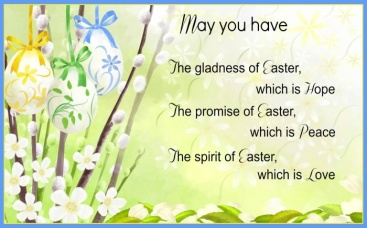 May you have
The gladness of Easter,
which is Hope
The promise of Easter,
which is Peace
The spirit of Easter,
which is Love